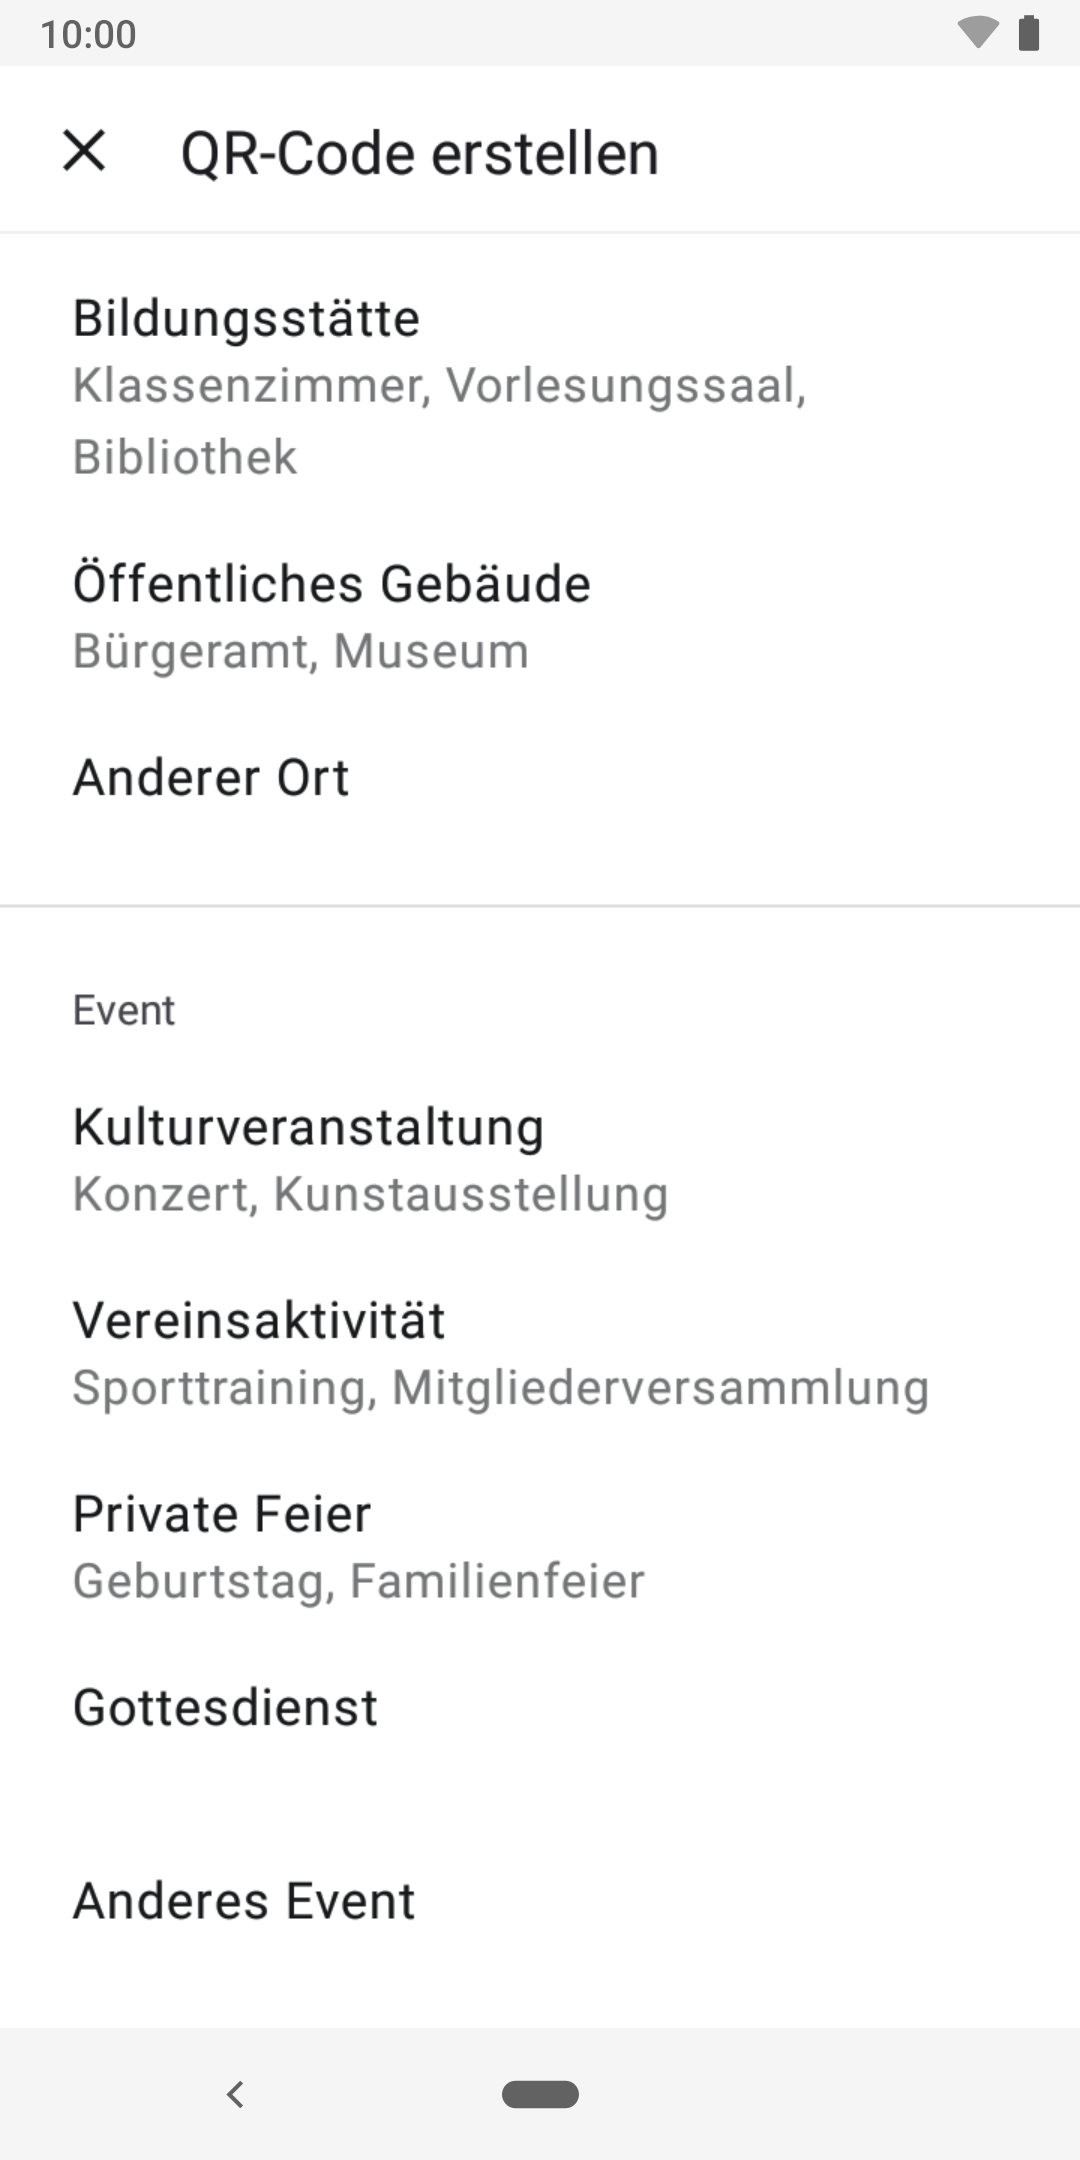 10:00
QR-Code erstellen
Bildungsstätte
Klassenzimmer, Vorlesungssaal,
Bibliothek
Öffentliches Gebäude
Bürgeramt, Museum
Anderer Ort
Event
Kulturveranstaltung
Konzert, Kunstausstellung
Vereinsaktivität
Sporttraining, Mitgliederversammlung
Private Feier
Geburtstag, Familienfeier
Gottesdienst
Anderes Event